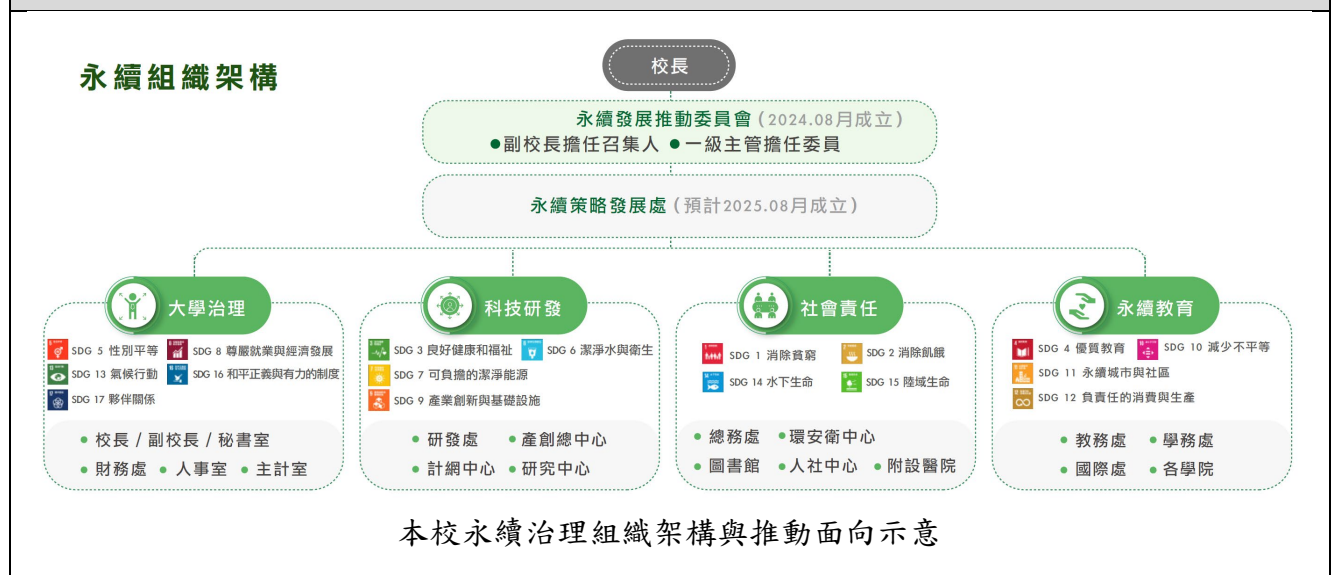 永續組織架構
校長
永續發展推動委員會(2024.08月成立)
●副校長擔任召集人 ●一級主管擔任委員
永續策略發展處(預計2025.08月成立)
大學治理
SDG 5 性別平等 SDG 8 尊嚴就業與經濟發展
SDG 13 氣候行動 SDG 16 和平正義與有力的制度
SDG 17 夥伴關係
● 校長 / 副校長 / 秘書室
● 財務處 ● 人事室 ● 主計室
科技研發
SDG 3 良好健康和福祉 SDG 6 潔淨水與衛生
SDG 7 可負擔的潔淨能源
SDG 9 產業創新與基礎設施
● 研發處 ● 產創總中心
● 計網中心 ● 研究中心
社會責任
SDG 1 消除貧窮 SDG 2 消除飢餓
SDG 14 水下生命 SDG 15 陸域生命
● 總務處 ●環安衛中心
● 圖書館 ●人社中心 ●附設醫院
永續教育
SDG 4 優質教育 SDG 10 減少不平等
SDG 11 永續城市與社區
SDG 12 負責任的消費與生產
● 教務處 ● 學務處
● 國際處 ● 各學院
本校永續治理組織架構與推動面向示意